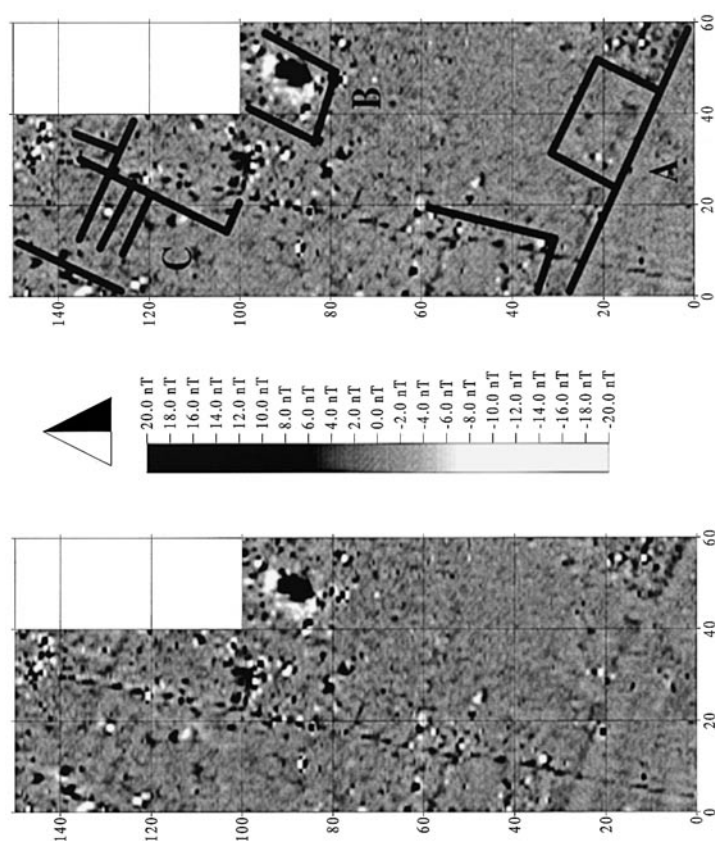 140
120
100
80
60
40
20
0
0 20 40 60
20.0 nT
18.0 nT
16.0 nT
14.0 nT
12.0 nT
10.0 nT
8.0 nT
6.0 nT
4.0 nT
2.0 nT
0.0 nT
-2.0 nT
-4.0 nT
-6.0 nT
-8.0 nT
-10.0 nT
-12.0 nT
-14.0 nT
-16.0 nT
-18.0 nT
-20.0 nT
140
120
100
80
60
40
20
0
0 20 40 60
C
B
A